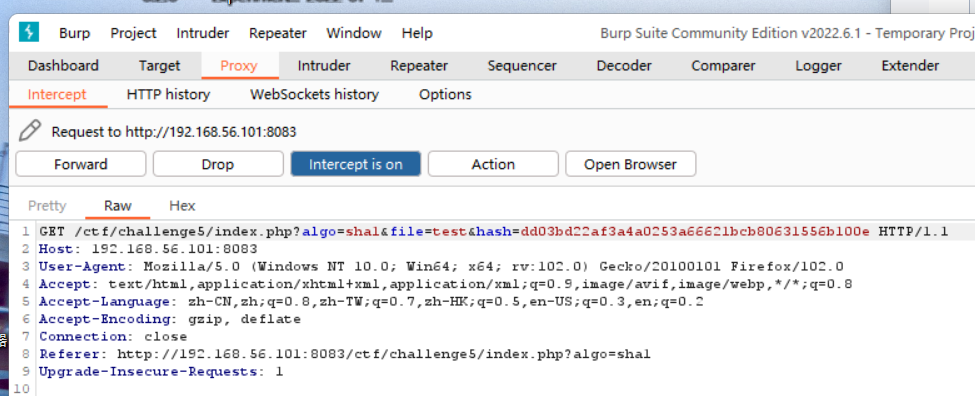 Burp Project Intruder Repeater Window Help Burp Suite Community Edition v2022.6.1 - Temporary Proj
Dashboard Target Proxy Intruder Repeater Sequencer Decoder Comparer Logger Extender
Intercept HTTP history WebSockets history Options
Request to http://192.168.56.101:8083
Forward Drop Intercept is on Action Open Browser
Pretty Raw Hex
1 GET /ctf/challenge5/index.php?algo=sha1&file=test&hash=dd03bd22af3a4a0253a66621bcb80631556b100e HTTP/1.1
2 Host: 192.168.56.101:8083
3 User-Agent: Mozilla/5.0 (Windows NT 10.0; Win64; x64; rv:102.0) Gecko/20100101 Firefox/102.0
4 Accept: text/html,application/xhtml+xml,application/xml;q=0.9,image/avif,image/webp,*/*;q=0.8
5 Accept-Language: zh-CN,zh;q=0.8,zh-TW;q=0.7,zh-HK;q=0.5,en-US;q=0.3,en;q=0.2
6 Accept-Encoding: gzip, deflate
7 Connection: close
8 Referer: http://192.168.56.101:8083/ctf/challenge5/index.php?algo=sha1
9 Upgrade-Insecure-Requests: 1
10